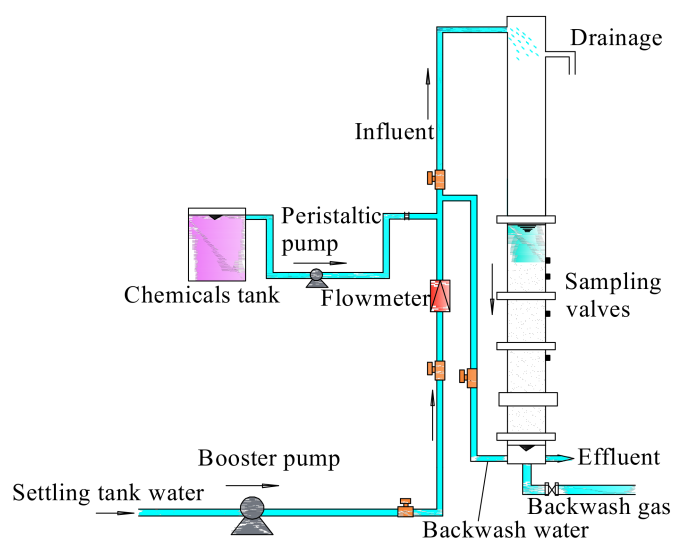 Drainage
Influent
Peristaltic
pump
Chemicals tank
Flowmeter
Sampling
valves
Booster pump
Effluent
Settling tank water
Backwash gas
Backwash water